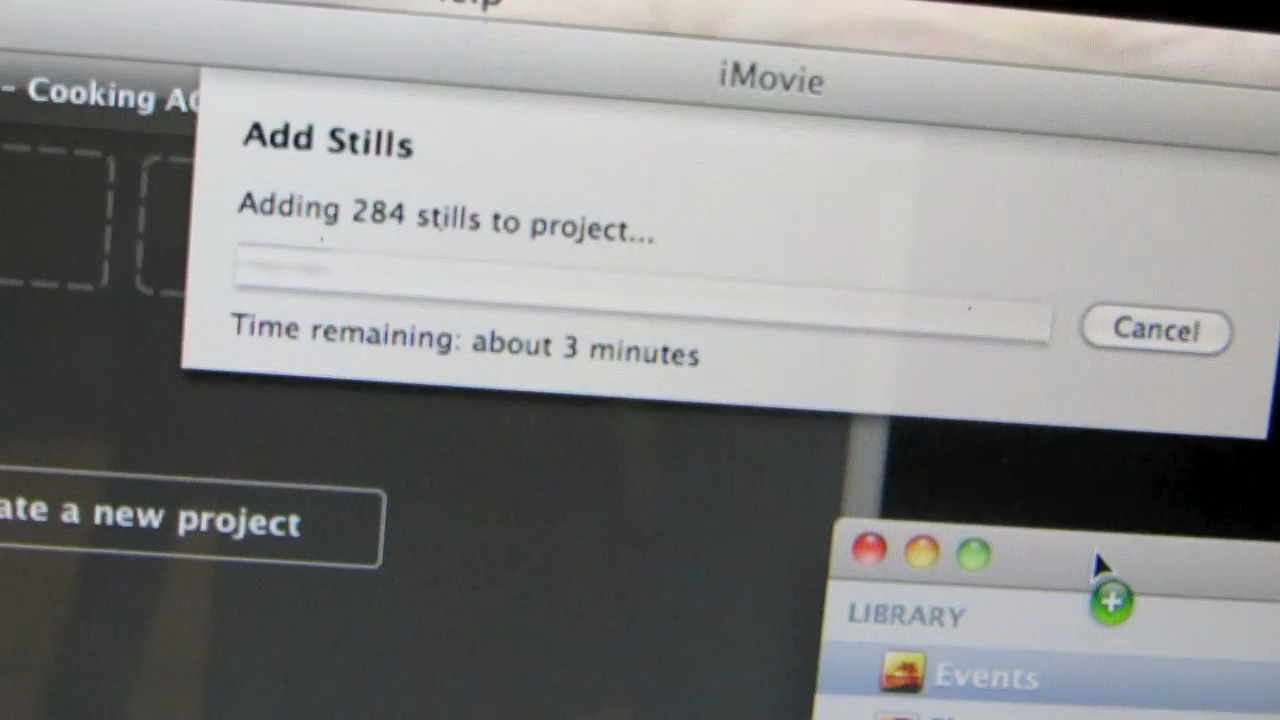 iMovie
- Cooking
Add Stills
Adding 284 stills to project...
Time remaining: about 3 minutes
Cancel
ate a new project
LIBRARY
Events